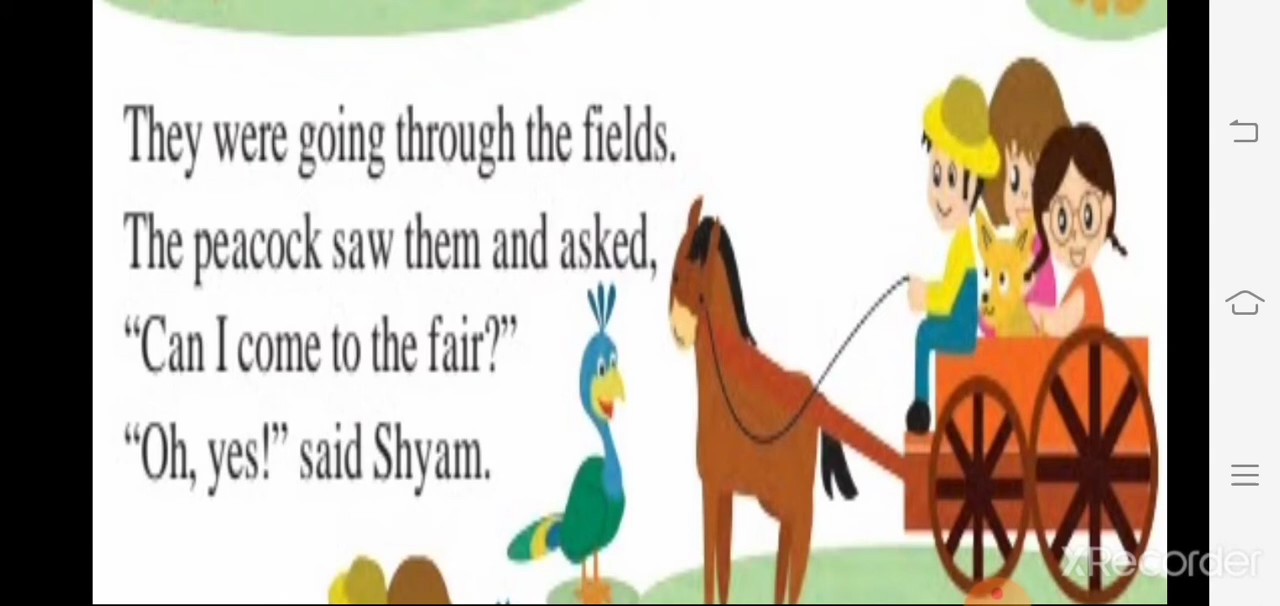 They were going through the fields.
The peacock saw them and asked,
“Can I come to the fair?”
“Oh, yes!” said Shyam.
XRecorder